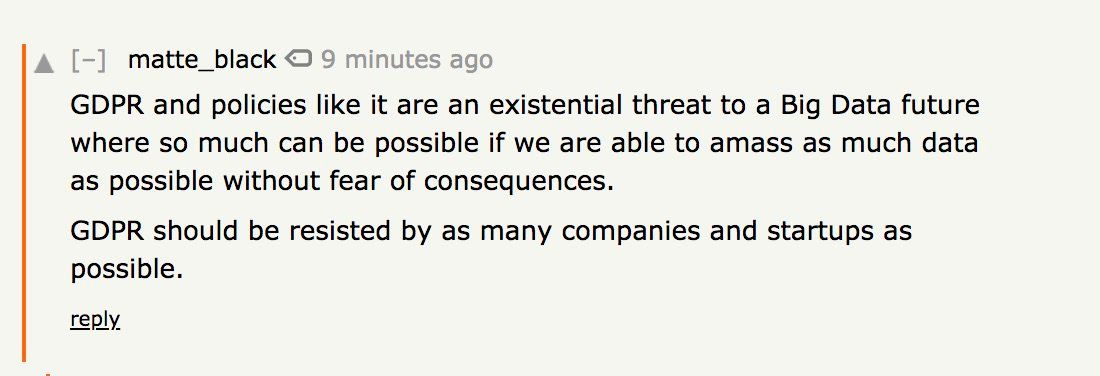 ▲ [–] matte_black 9 minutes ago
GDPR and policies like it are an existential threat to a Big Data future
where so much can be possible if we are able to amass as much data
as possible without fear of consequences.
GDPR should be resisted by as many companies and startups as
possible.
reply